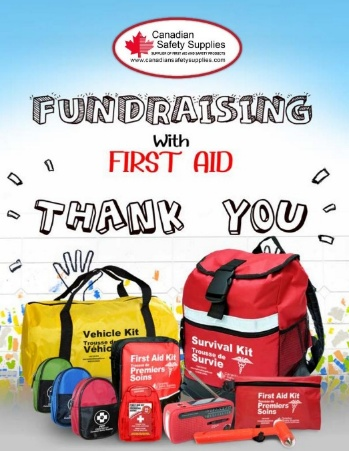 Canadian
Safety Supplies
SUPPLIER OF FIRST AID AND SAFETY PRODUCTS
www.canadiansafetysupplies.com
FUNDRAISING
With
FIRST AID
THANK YOU
Vehicle Kit
Trousse de
Véhicule
Survival Kit
Trousse de
Survie
First Aid Kit
Trousse de
Premiers
Soins
First Aid Kit
Trousse de
Premiers
Soins